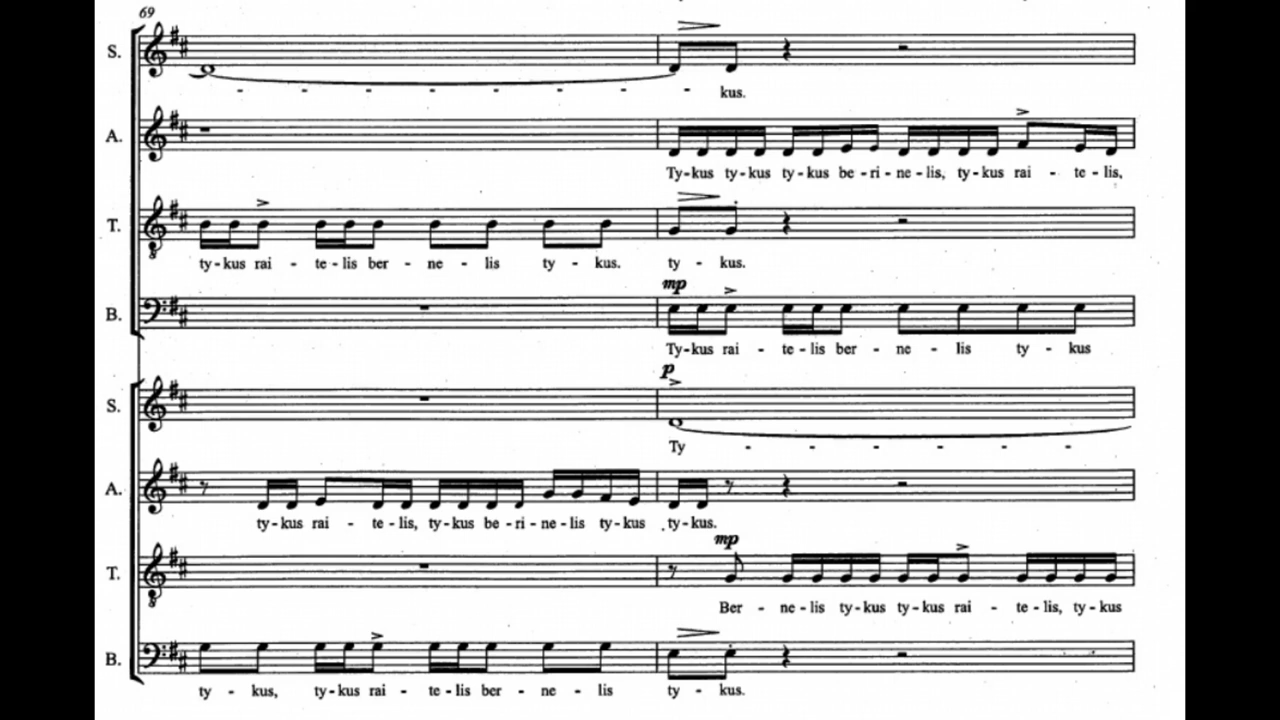 69
S.
- - - - - - - - kus.
A.
Ty - kus ty - kus ty - kus be - ri - ne - lis, ty - kus rai - te - lis,
T.
ty - kus rai - te - lis ber - ne - lis ty - kus. ty - kus.
mp
B.
Ty - kus rai - te - lis ber - ne - lis ty - kus
p
S.
Ty - - - - - -
A.
ty - kus rai - te - lis, ty - kus be - ri - ne - lis ty - kus ty - kus.
mp
T.
Ber - ne - lis ty - kus ty - kus rai - te - lis, ty - kus
B.
ty - kus, ty - kus rai - te - lis ber - ne - lis ty - kus.